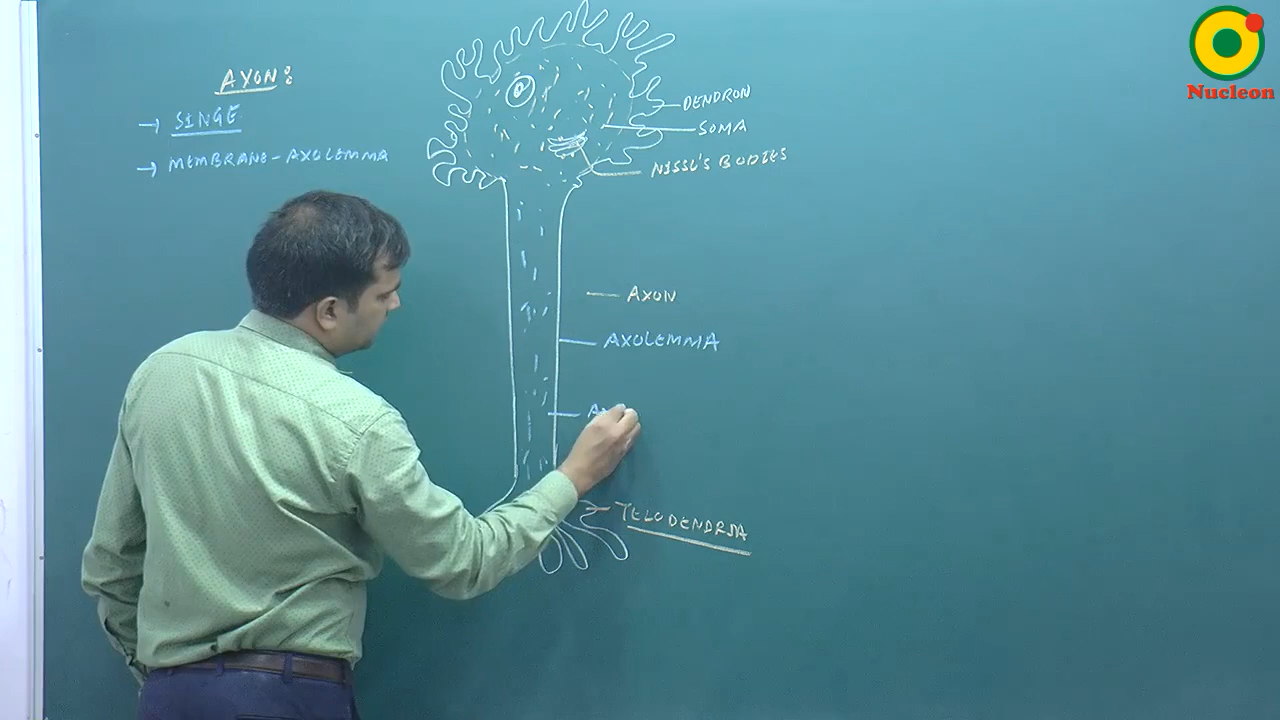 AXON:
→ SINGE
→ MEMBRANE - AXOLEMMA
DENDRON
SOMA
NISSL'S BODIES
AXON
AXOLEMMA
TELODENDRIA
Nucleon